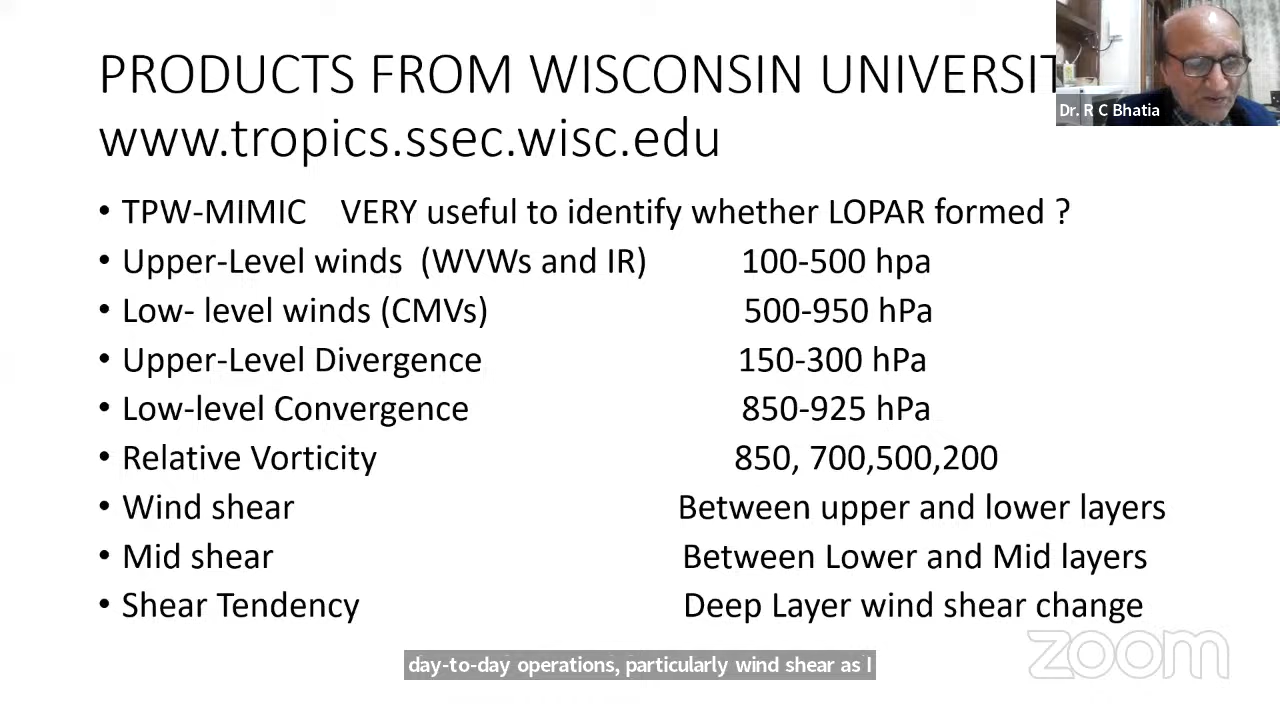 PRODUCTS FROM WISCONSIN UNIVERSIT
www.tropics.ssec.wisc.edu
Dr. R C Bhatia
• TPW-MIMIC VERY useful to identify whether LOPAR formed ?
• Upper-Level winds (WVWs and IR) 100-500 hpa
• Low- level winds (CMVs) 500-950 hPa
• Upper-Level Divergence 150-300 hPa
• Low-level Convergence 850-925 hPa
• Relative Vorticity 850, 700,500,200
• Wind shear Between upper and lower layers
• Mid shear Between Lower and Mid layers
• Shear Tendency Deep Layer wind shear change
zoom
day-to-day operations, particularly wind shear as I